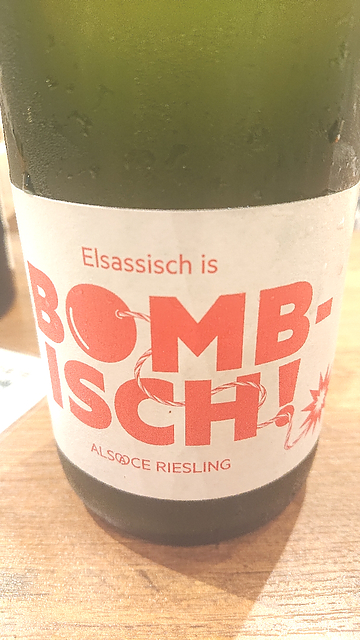 Elsassisch is
BOMB-
ISCH!
ALSACE RIESLING